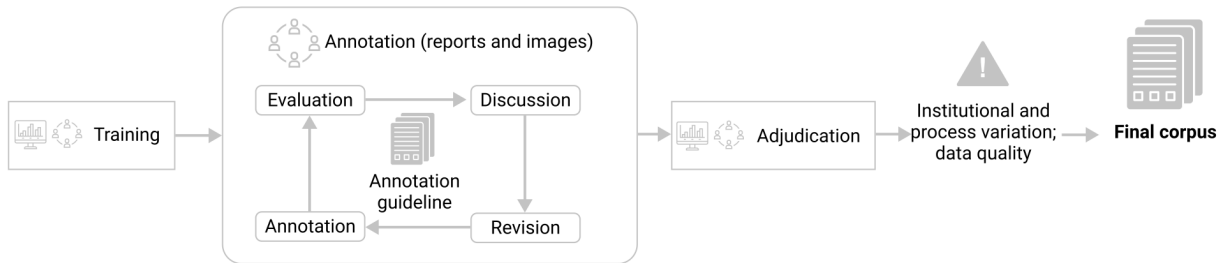 Annotation (reports and images)
Training
Evaluation
Discussion
Annotation
guideline
Annotation
Revision
Adjudication
Institutional and
process variation;
data quality
Final corpus